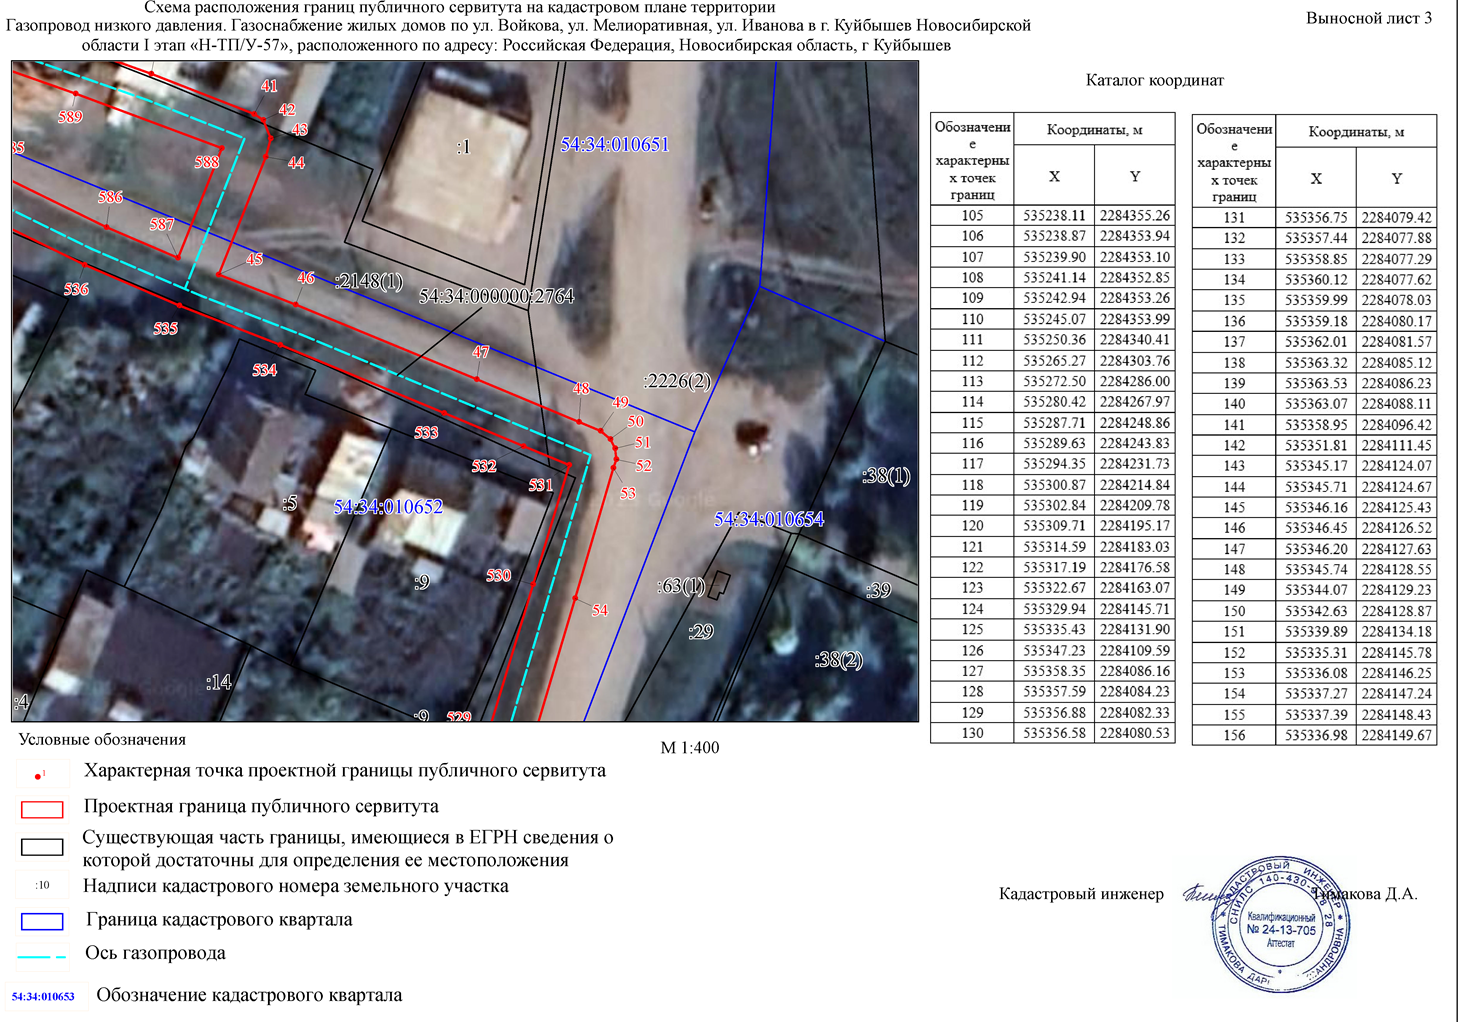 Схема расположения границ публичного сервитута на кадастровом плане территории
Газопровод низкого давления. Газоснабжение жилых домов по ул. Войкова, ул. Мелиоративная, ул. Иванова в г. Куйбышев Новосибирской
области I этап «Н-ТП/У-57», расположенного по адресу: Российская Федерация, Новосибирская область, г Куйбышев
Выносной лист 3
41
42
43
44
589
588
586
587
45
46
536
535
534
47
48
49
50
51
52
53
533
532
531
530
54
529
:1
54:34:010651
:2148(1)
54:34:000000:2764
:2226(2)
:38(1)
:5
54:34:010652
54:34:010654
:9
:63(1)
:39
:29
:38(2)
:14
:4
:9
Каталог координат
Обозначени
е
характерны
х точек
границ
Координаты, м
X Y
105 535238.11 2284355.26
106 535238.87 2284353.94
107 535239.90 2284353.10
108 535241.14 2284352.85
109 535242.94 2284353.26
110 535245.07 2284353.99
111 535250.36 2284340.41
112 535265.27 2284303.76
113 535272.50 2284286.00
114 535280.42 2284267.97
115 535287.71 2284248.86
116 535289.63 2284243.83
117 535294.35 2284231.73
118 535300.87 2284214.84
119 535302.84 2284209.78
120 535309.71 2284195.17
121 535314.59 2284183.03
122 535317.19 2284176.58
123 535322.67 2284163.07
124 535329.94 2284145.71
125 535335.43 2284131.90
126 535347.23 2284109.59
127 535358.35 2284086.16
128 535357.59 2284084.23
129 535356.88 2284082.33
130 535356.58 2284080.53
Обозначени
е
характерны
х точек
границ
Координаты, м
X Y
131 535356.75 2284079.42
132 535357.44 2284077.88
133 535358.85 2284077.29
134 535360.12 2284077.62
135 535359.99 2284078.03
136 535359.18 2284080.17
137 535362.01 2284081.57
138 535363.32 2284085.12
139 535363.53 2284086.23
140 535363.07 2284088.11
141 535358.95 2284096.42
142 535351.81 2284111.45
143 535345.17 2284124.07
144 535345.71 2284124.67
145 535346.16 2284125.43
146 535346.45 2284126.52
147 535346.20 2284127.63
148 535345.74 2284128.55
149 535344.07 2284129.23
150 535342.63 2284128.87
151 535339.89 2284134.18
152 535335.31 2284145.78
153 535336.08 2284146.25
154 535337.27 2284147.24
155 535337.39 2284148.43
156 535336.98 2284149.67
Условные обозначения
М 1:400
1
Характерная точка проектной границы публичного сервитута
Проектная граница публичного сервитута
Существующая часть границы, имеющиеся в ЕГРН сведения о
которой достаточны для определения ее местоположения
:10 Надписи кадастрового номера земельного участка
Граница кадастрового квартала
Ось газопровода
54:34:010653 Обозначение кадастрового квартала
Кадастровый инженер
Тимакова Д.А.
КАДАСТРОВЫЙ ИНЖЕНЕР
Квалификационный
№ 24-13-705
Аттестат